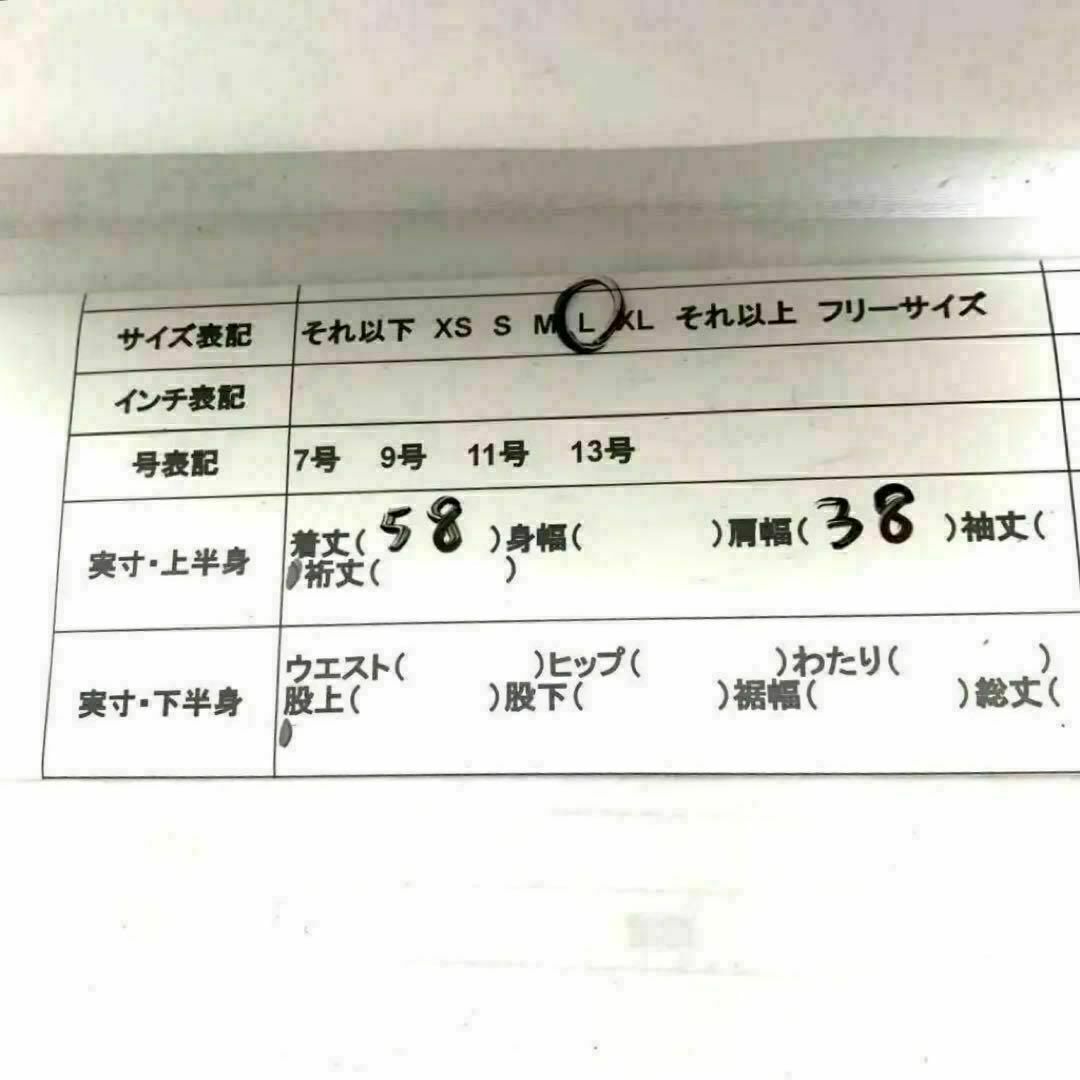 サイズ表記 それ以下 XS S M L XL それ以上 フリーサイズ
インチ表記
号表記 7号 9号 11号 13号
実寸・上半身
着丈( 58 )身幅( )肩幅( 38 )袖丈(
)裄丈( )
実寸・下半身
ウエスト( )ヒップ( )わたり( )
股上( )股下( )裾幅( )総丈(
)